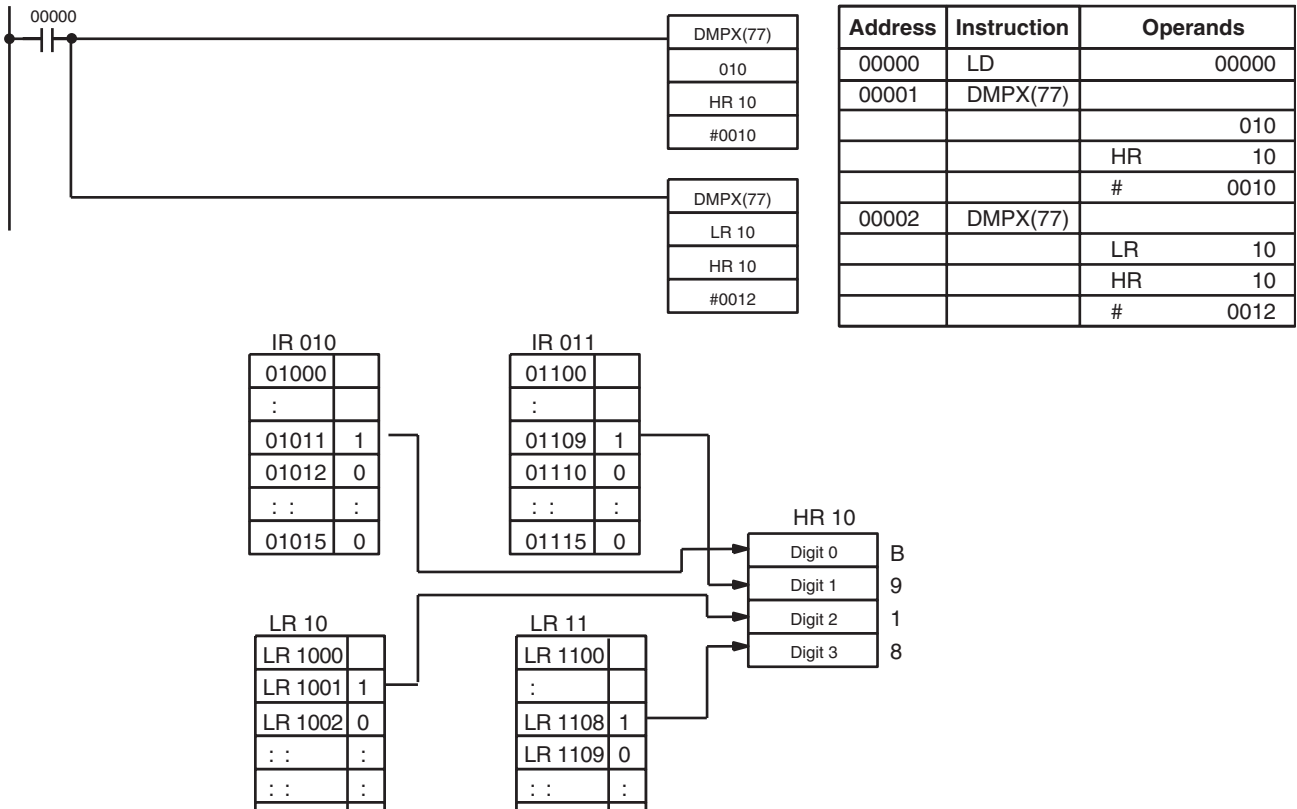 00000
DMPX(77)
010
HR 10
#0010
DMPX(77)
LR 10
HR 10
#0012
Address Instruction Operands
00000 LD 00000
00001 DMPX(77)
010
HR 10
# 0010
00002 DMPX(77)
LR 10
HR 10
# 0012
IR 010
01000
:
01011 1
01012 0
: : :
01015 0
IR 011
01100
:
01109 1
01110 0
: : :
01115 0
HR 10
Digit 0 B
Digit 1 9
Digit 2 1
Digit 3 8
LR 10
LR 1000
LR 1001 1
LR 1002 0
: : :
: : :
LR 11
LR 1100
:
LR 1108 1
LR 1109 0
: : :